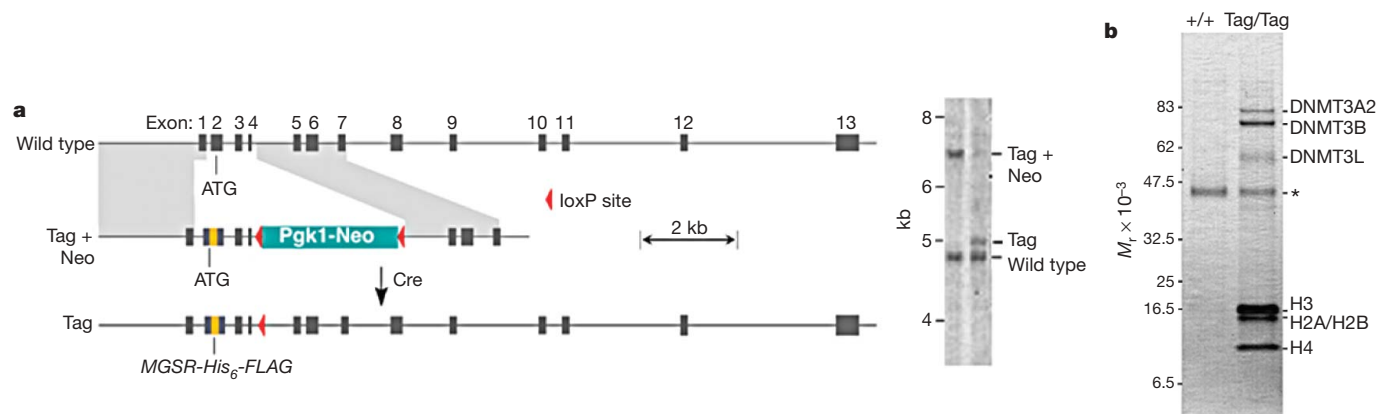 a
Exon: 1 2 3 4 5 6 7 8 9 10 11 12 13
Wild type
ATG
loxP site
Tag +
Neo
Pgk1-Neo
2 kb
ATG
Cre
Tag
MGSR-His6-FLAG
kb
8
6
5
4
Tag +
Neo
Tag
Wild type
b
+/+ Tag/Tag
Mr × 10–3
83
62
47.5
32.5
25
16.5
6.5
DNMT3A2
DNMT3B
DNMT3L
*
H3
H2A/H2B
H4